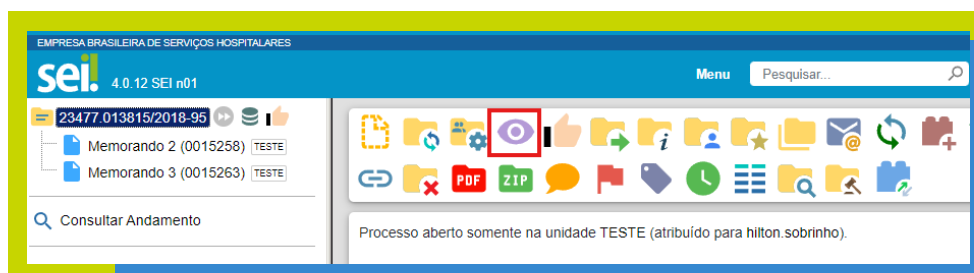 EMPRESA BRASILEIRA DE SERVIÇOS HOSPITALARES
sei! 4.0.12 SEI n01
Menu
Pesquisar...
23477.013815/2018-95
Memorando 2 (0015258) TESTE
Memorando 3 (0015263) TESTE
Consultar Andamento
PDF
ZIP
Processo aberto somente na unidade TESTE (atribuído para hilton.sobrinho).